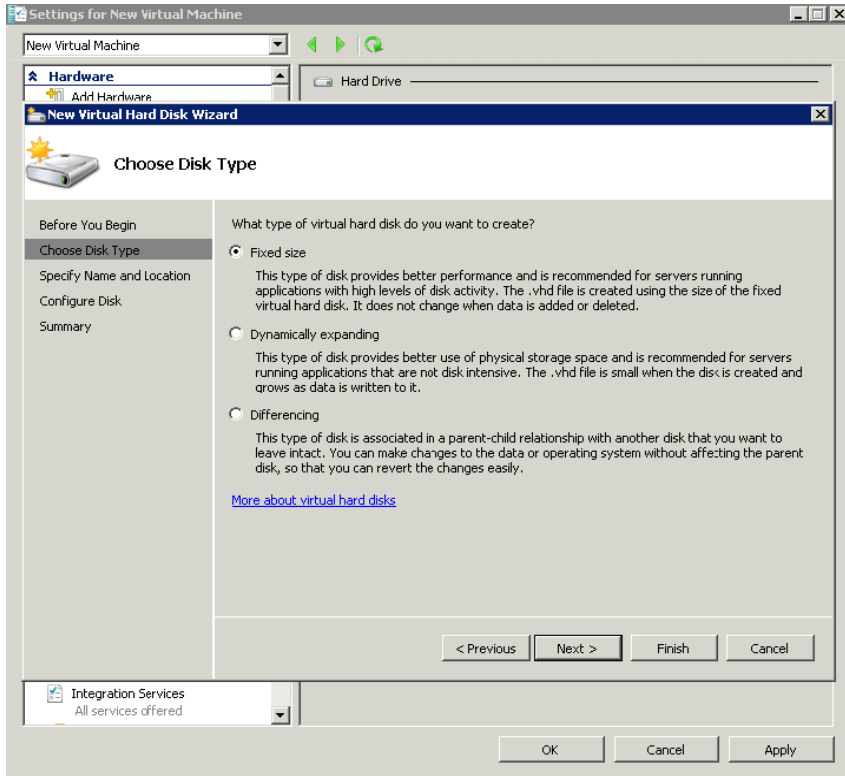 Settings for New Virtual Machine
New Virtual Machine
Hardware
Add Hardware
Hard Drive
New Virtual Hard Disk Wizard
Choose Disk Type
Before You Begin
Choose Disk Type
Specify Name and Location
Configure Disk
Summary
What type of virtual hard disk do you want to create?
Fixed size
This type of disk provides better performance and is recommended for servers running
applications with high levels of disk activity. The .vhd file is created using the size of the fixed
virtual hard disk. It does not change when data is added or deleted.
Dynamically expanding
This type of disk provides better use of physical storage space and is recommended for servers
running applications that are not disk intensive. The .vhd file is small when the disk is created and
grows as data is written to it.
Differencing
This type of disk is associated in a parent-child relationship with another disk that you want to
leave intact. You can make changes to the data or operating system without affecting the parent
disk, so that you can revert the changes easily.
More about virtual hard disks
< Previous
Next >
Finish
Cancel
Integration Services
All services offered
OK
Cancel
Apply